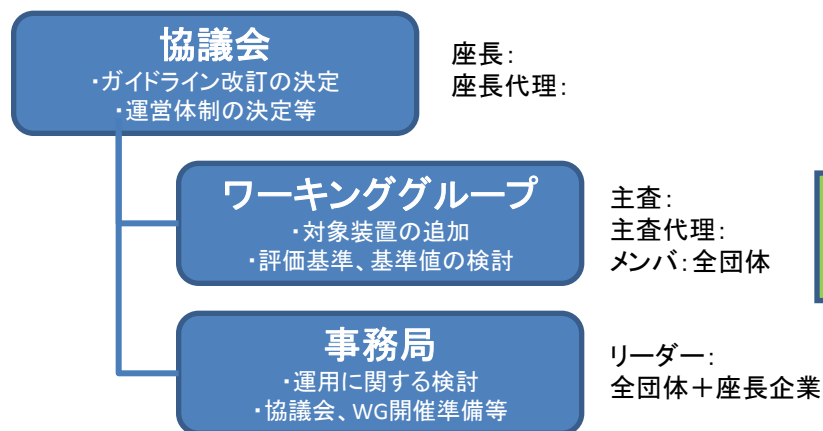 協議会
・ガイドライン改訂の決定
・運営体制の決定等
座長：
座長代理：
ワーキンググループ
・対象装置の追加
・評価基準、基準値の検討
主査：
主査代理：
メンバ：全団体
事務局
・運用に関する検討
・協議会、WG開催準備等
リーダー：
全団体＋座長企業